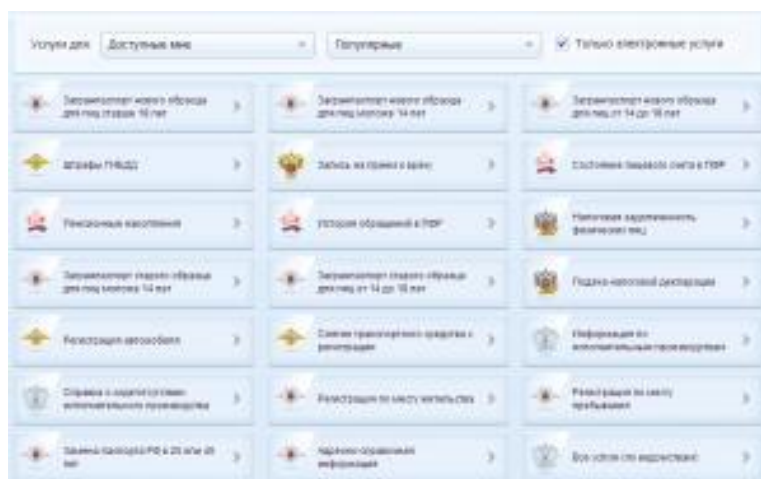 Услуги для Доступные мне Популярные Только электронные услуги
Загранпаспорт нового образца
для лиц старше 18 лет
Загранпаспорт нового образца
для лиц моложе 14 лет
Загранпаспорт нового образца
для лиц от 14 до 18 лет
Штрафы ГИБДД
Запись на прием к врачу
Состояние лицевого счета в ПФР
Пенсионные накопления
История обращений в ПФР
Налоговая задолженность
физических лиц
Загранпаспорт старого образца
для лиц моложе 14 лет
Загранпаспорт старого образца
для лиц от 14 до 18 лет
Подача налоговой декларации
Регистрация автомобиля
Снятие транспортного средства с
регистрации
Информация по
исполнительным производствам
Справка о
исполнительного производства
Регистрация по месту жительства
Регистрация по месту
пребывания
Замена паспорта РФ в 20 или 45
лет
Адресно-справочная
информация
Все услуги (по ведомствам)